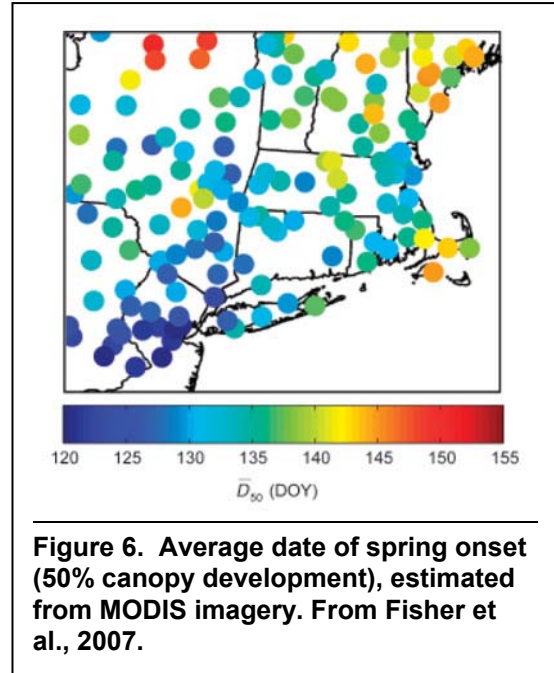 120 125 130 135 140 145 150 155
D̅₅₀ (DOY)
Figure 6. Average date of spring onset
(50% canopy development), estimated
from MODIS imagery. From Fisher et
al., 2007.